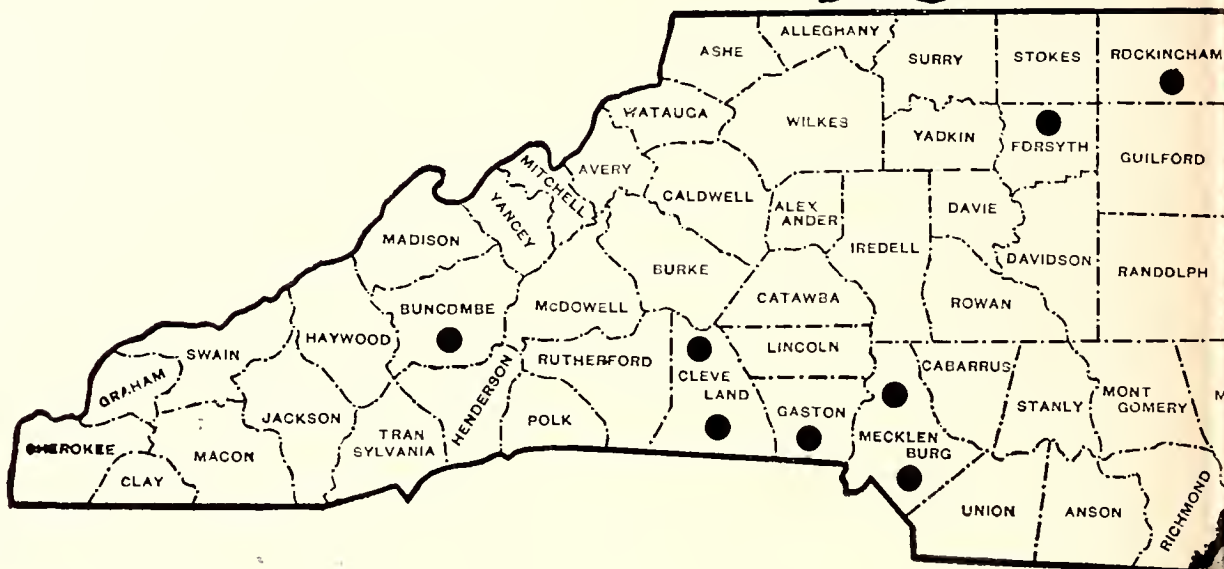 ALLEGHANY
ASHE
SURRY
STOKES
ROCKINGHAM
WATAUGA
WILKES
YADKIN
FORSYTH
GUILFORD
MITCHELL
AVERY
CALDWELL
ALEX
ANDER
DAVIE
YANCEY
MADISON
IREDELL
DAVIDSON
BURKE
RANDOLPH
BUNCOMBE
McDOWELL
CATAWBA
ROWAN
HAYWOOD
SWAIN
RUTHERFORD
LINCOLN
CABARRUS
GRAHAM
CLEVE
LAND
HENDERSON
GASTON
STANLY
MONT
GOMERY
M
JACKSON
POLK
MECKLEN
BURG
TRAN
SYLVANIA
CHEROKEE
MACON
CLAY
UNION
ANSON
RICHMOND